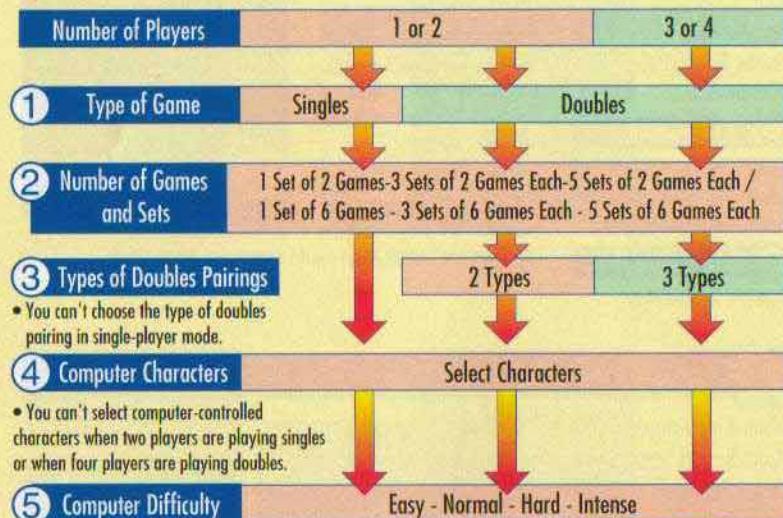 Number of Players 1 or 2 3 or 4
1 Type of Game Singles Doubles
2 Number of Games
and Sets
1 Set of 2 Games-3 Sets of 2 Games Each-5 Sets of 2 Games Each /
1 Set of 6 Games - 3 Sets of 6 Games Each - 5 Sets of 6 Games Each
3 Types of Doubles Pairings 2 Types 3 Types
• You can't choose the type of doubles
pairing in single-player mode.
4 Computer Characters Select Characters
• You can't select computer-controlled
characters when two players are playing singles
or when four players are playing doubles.
5 Computer Difficulty Easy - Normal - Hard - Intense